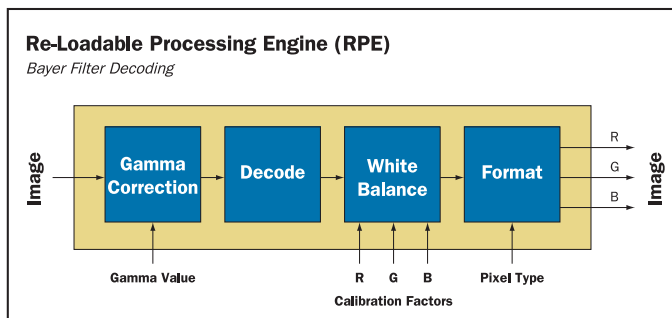 Re-Loadable Processing Engine (RPE)
Bayer Filter Decoding
Image
Gamma
Correction
Decode
White
Balance
Format
R
G
B
Image
Gamma Value
R G B
Pixel Type
Calibration Factors